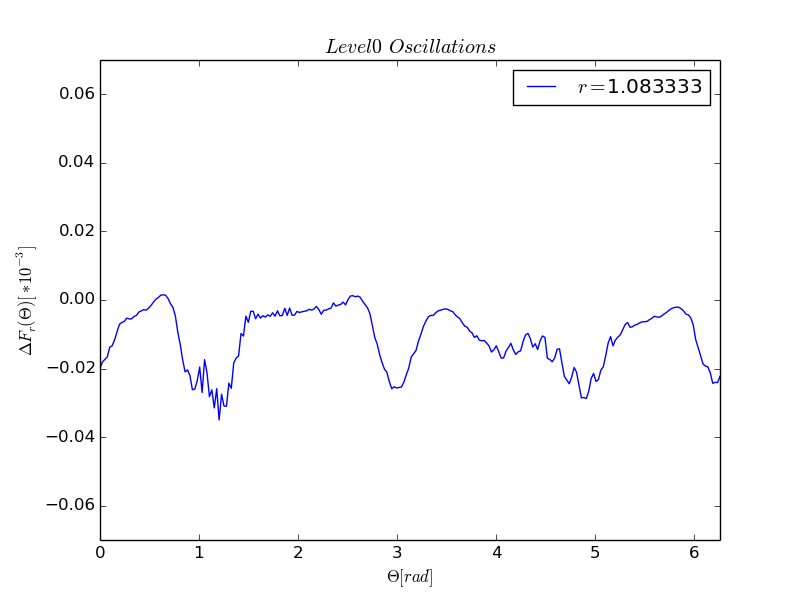 Level0 Oscillations
r=1.083333
0.06
0.04
0.02
0.00
−0.02
−0.04
−0.06
ΔF_r(Θ)[∗10^{−3}]
0 1 2 3 4 5 6
Θ[rad]